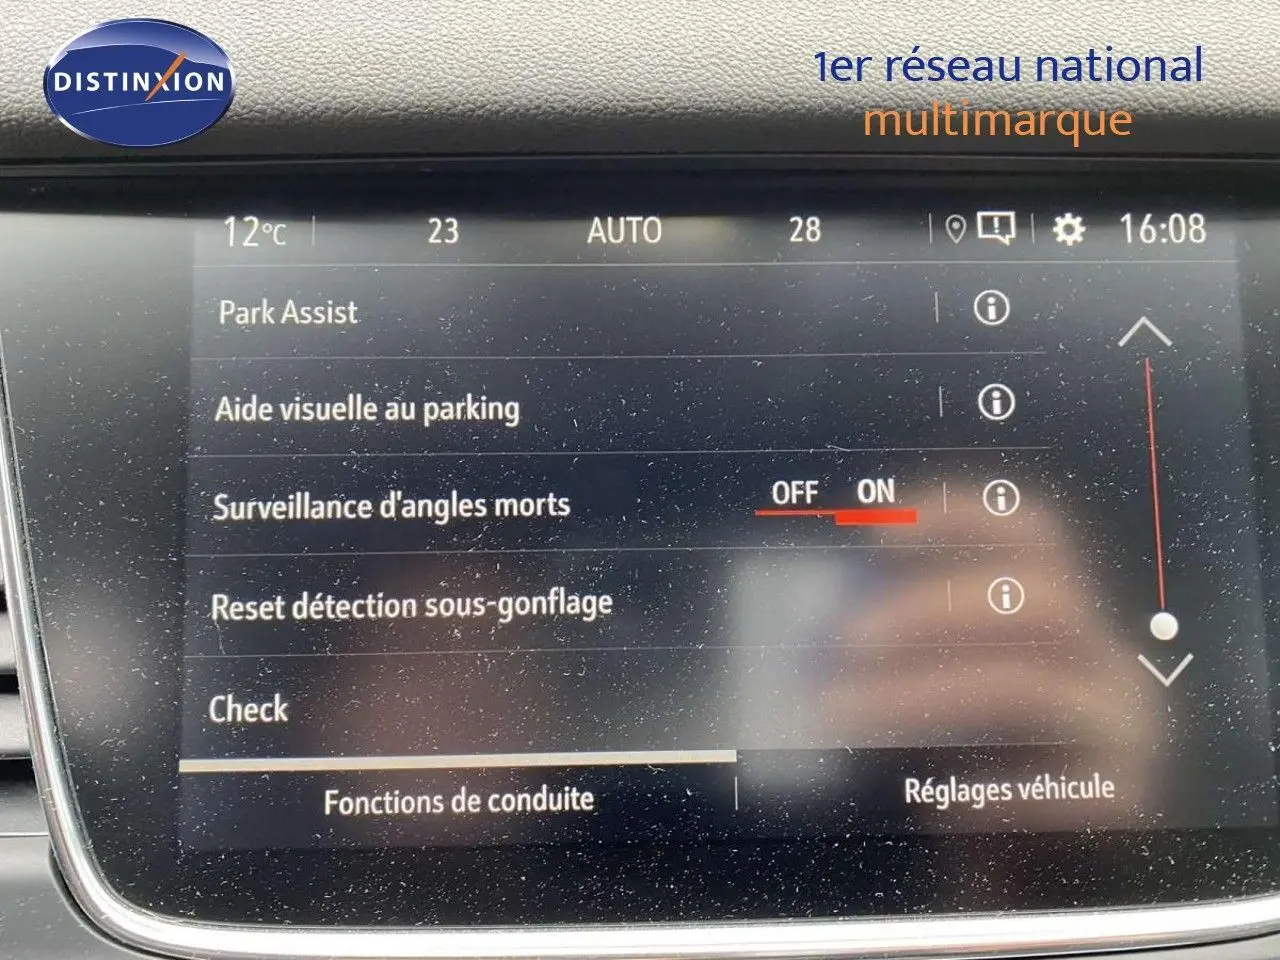 DISTINXION
1er réseau national
multimarque
12°C 23 AUTO 28 16:08
Park Assist
Aide visuelle au parking
Surveillance d'angles morts OFF ON
Reset détection sous-gonflage
Check
Fonctions de conduite Réglages véhicule